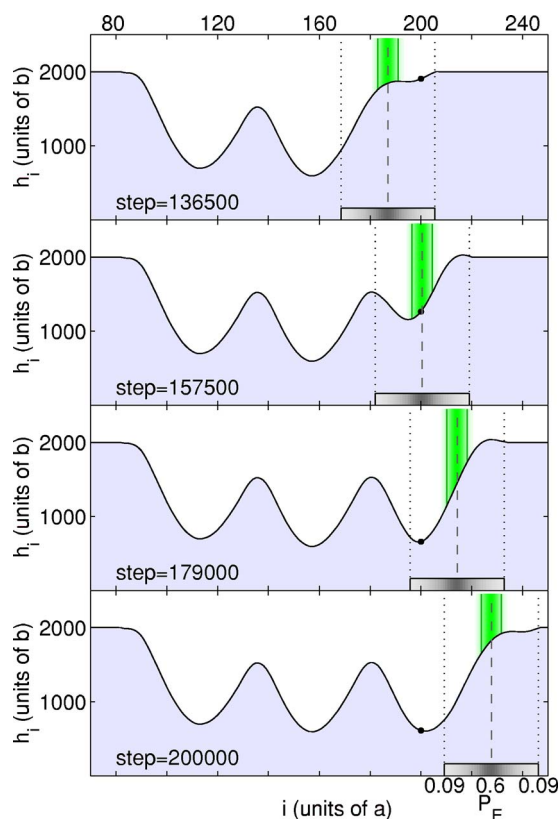 80 120 160 200 240
2000
1000
h_i (units of b)
step=136500
2000
1000
h_i (units of b)
step=157500
2000
1000
h_i (units of b)
step=179000
2000
1000
h_i (units of b)
step=200000
0.09 0.6 0.09
i (units of a)
P_E